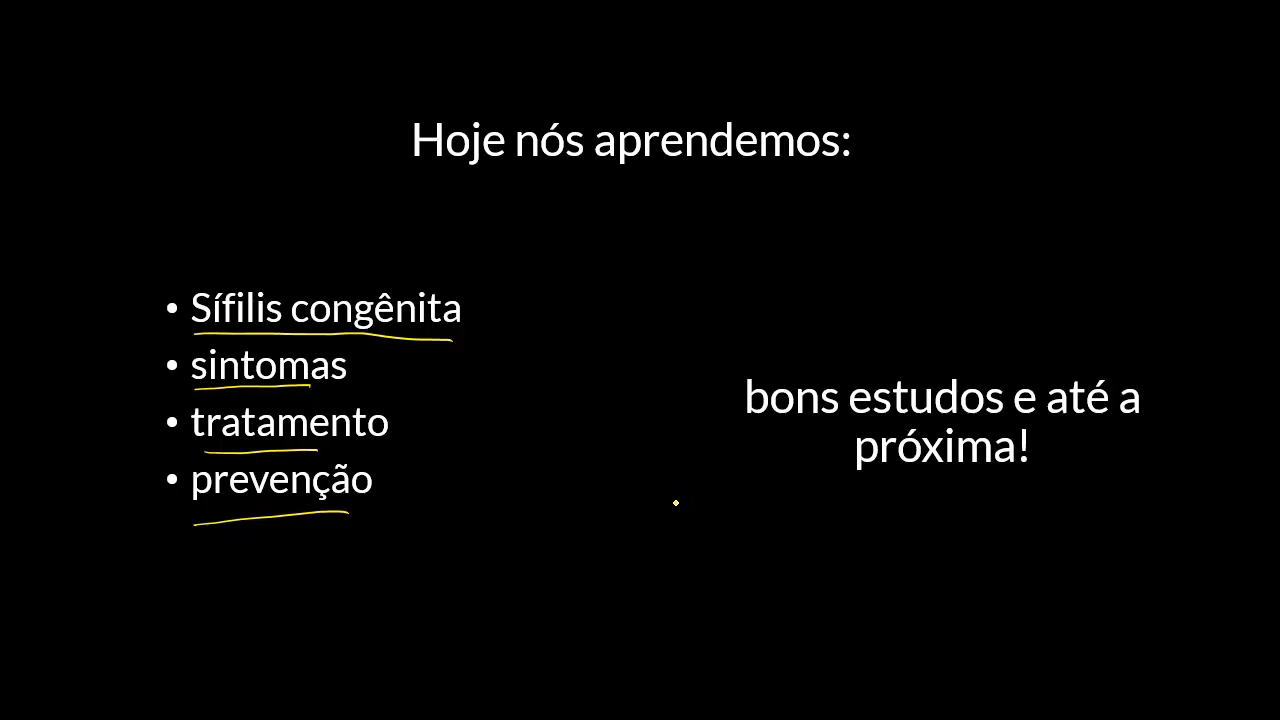 Hoje nós aprendemos:
• Sífilis congênita
• sintomas
• tratamento
• prevenção
bons estudos e até a
próxima!